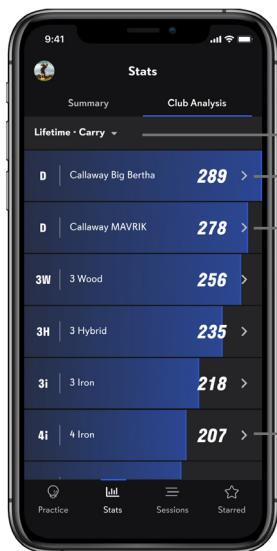 9:41
Stats
Summary Club Analysis
Lifetime - Carry
D Callaway Big Bertha 289
D Callaway MAVRIK 278
3W 3 Wood 256
3H 3 Hybrid 235
3i 3 Iron 218
4i 4 Iron 207
Practice Stats Sessions Starred